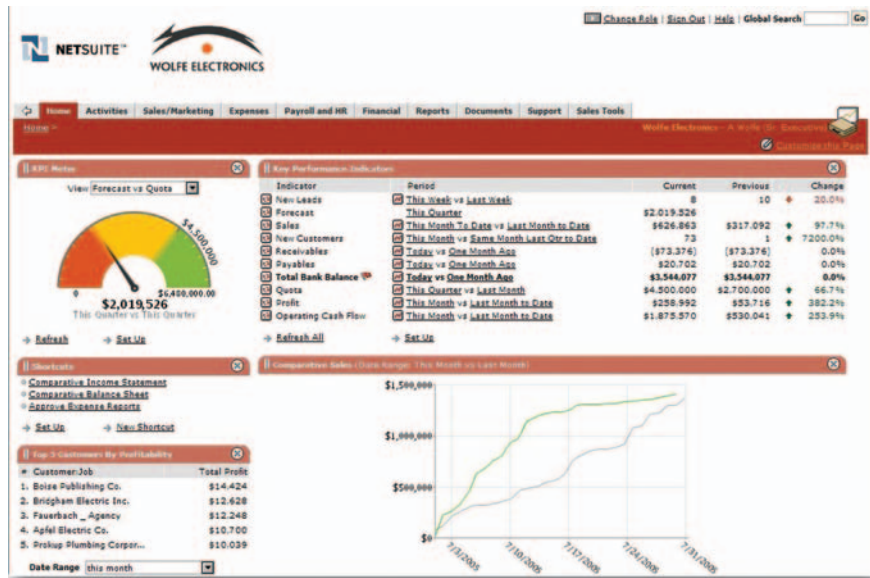 Change Role | Sign Out | Help | Global Search Go
NETSUITE™
WOLFE ELECTRONICS
Home Activities Sales/Marketing Expenses Payroll and HR Financial Reports Documents Support Sales Tools
Home »
Wolfe Electronics - A Wolfe (Sr. Executive)
Customize this Page
KPI Meter
View Forecast vs Quota
$4,500,000
0
$6,480,000.00
$2,019,526
This Quarter vs This Quarter
Refresh Set Up
Key Performance Indicators
Indicator Period Current Previous Change
New Leads This Week vs Last Week 8 10 20.0%
Forecast This Quarter $2.019.526
Sales This Month To Date vs Last Month to Date $626.863 $317.092 97.7%
New Customers This Month vs Same Month Last Qtr to Date 73 1 7200.0%
Receivables Today vs One Month Ago ($73.376) ($73.376) 0.0%
Payables Today vs One Month Ago $20.702 $20.702 0.0%
Total Bank Balance Today vs One Month Ago $3.544.077 $3.544.077 0.0%
Quota This Quarter vs Last Month $4.500.000 $2.700.000 66.7%
Profit This Month vs Last Month to Date $258.992 $53.716 382.2%
Operating Cash Flow This Month vs Last Month to Date $1.875.570 $530.041 253.9%
Refresh All Set Up
Shortcuts
Comparative Income Statement
Comparative Balance Sheet
Approve Expense Reports
Set Up New Shortcut
Top 5 Customers By Profitability
# Customer:Job Total Profit
1. Boise Publishing Co. $14.424
2. Bridgham Electric Inc. $12.628
3. Fauerbach _ Agency $12.248
4. Apfel Electric Co. $10.700
5. Prokup Plumbing Corpor... $10.039
Date Range this month
Comparative Sales (Date Range: This Month vs Last Month)
$1,500,000
$1,000,000
$500,000
$0
7/3/2005 7/10/2005 7/17/2005 7/24/2005 7/31/2005